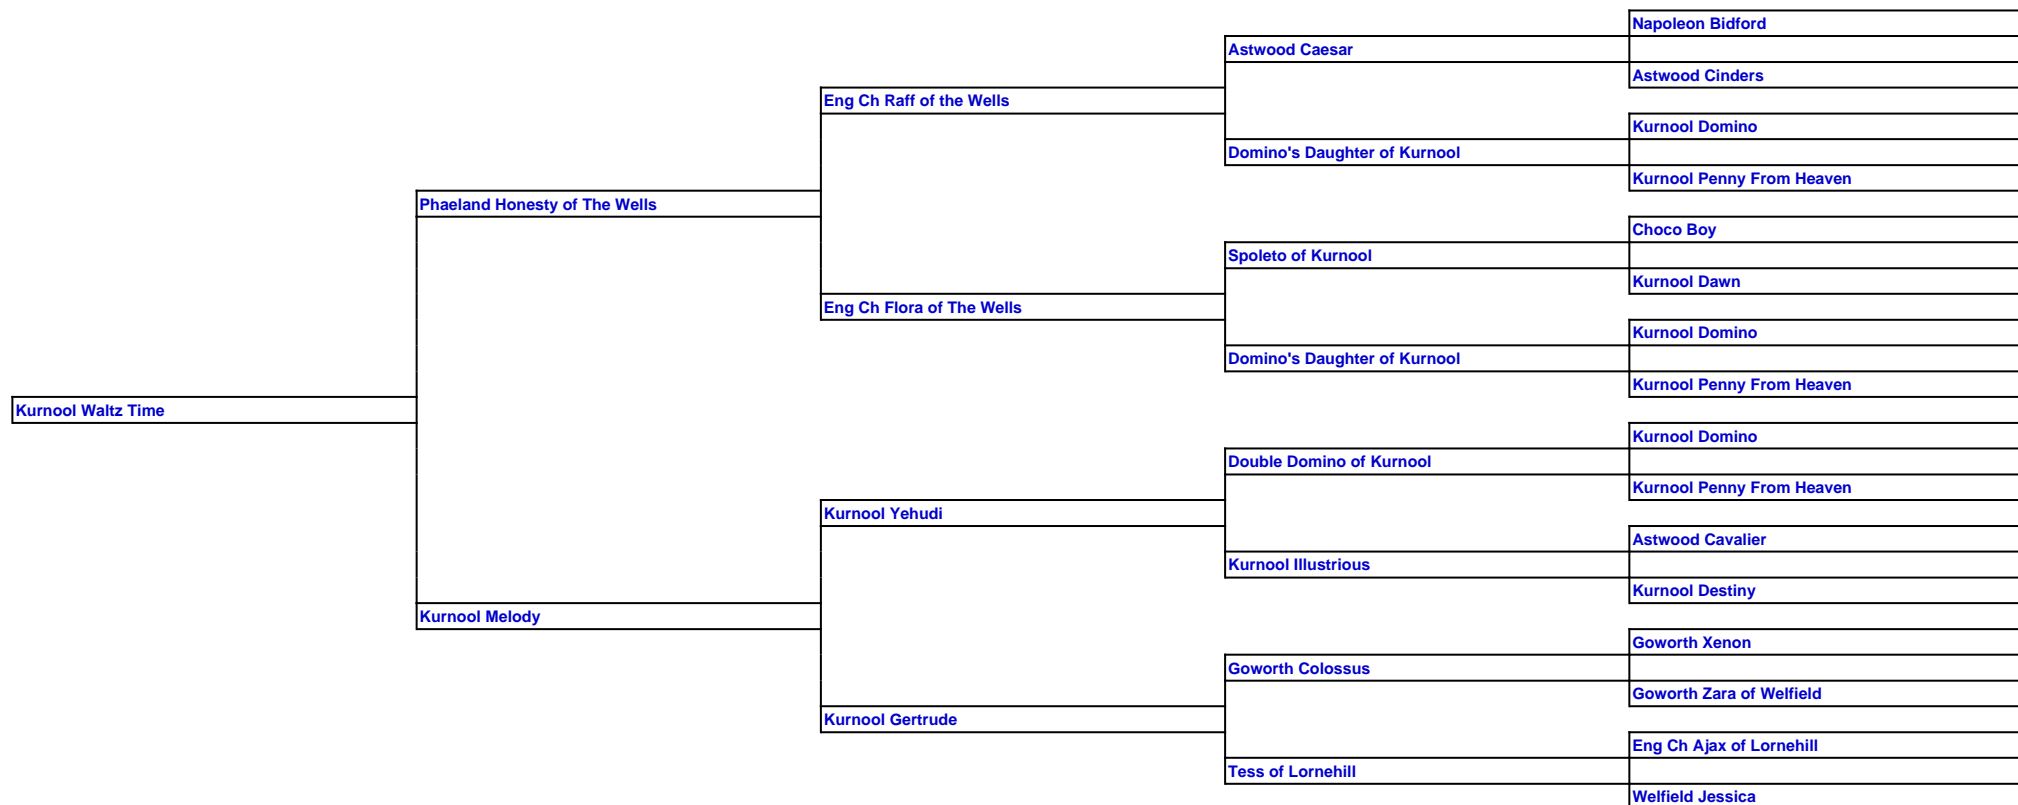 Napoleon Bidford
Astwood Caesar
Astwood Cinders
Eng Ch Raff of the Wells
Kurnool Domino
Domino's Daughter of Kurnool
Kurnool Penny From Heaven
Phaeland Honesty of The Wells
Choco Boy
Spoleto of Kurnool
Kurnool Dawn
Eng Ch Flora of The Wells
Kurnool Domino
Domino's Daughter of Kurnool
Kurnool Penny From Heaven
Kurnool Waltz Time
Kurnool Domino
Double Domino of Kurnool
Kurnool Penny From Heaven
Kurnool Yehudi
Astwood Cavalier
Kurnool Illustrious
Kurnool Destiny
Kurnool Melody
Goworth Xenon
Goworth Colossus
Goworth Zara of Welfield
Kurnool Gertrude
Eng Ch Ajax of Lornehill
Tess of Lornehill
Welfield Jessica